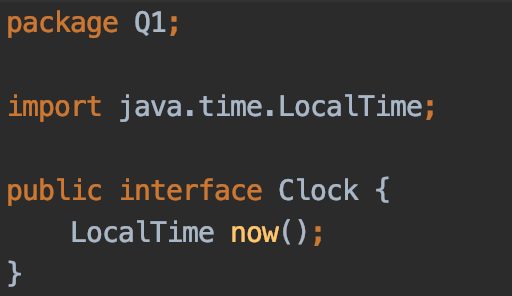 package Q1;
import java.time.LocalTime;
public interface Clock {
    LocalTime now();
}